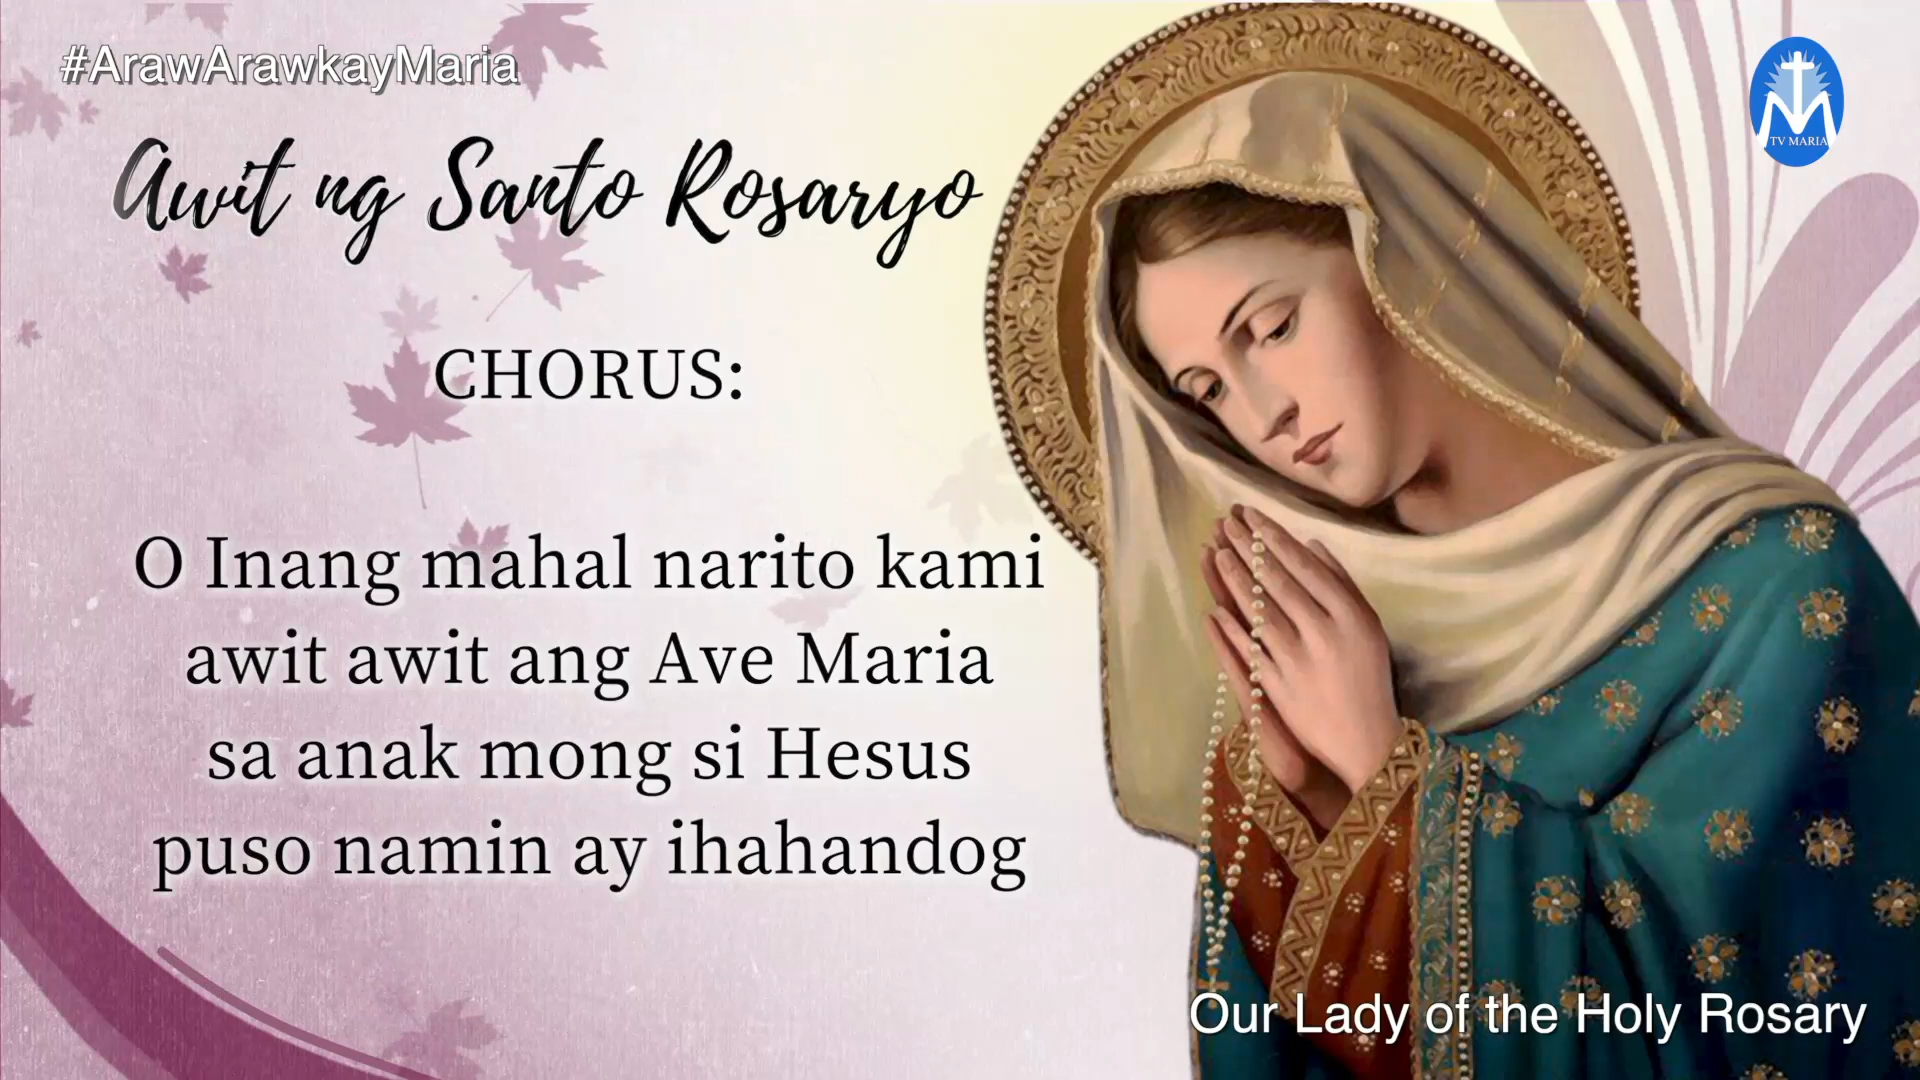 #ArawArawkayMaria
TV MARIA
Awit ng Santo Rosaryo
CHORUS:
O Inang mahal narito kami
awit awit ang Ave Maria
sa anak mong si Hesus
puso namin ay ihahandog
Our Lady of the Holy Rosary